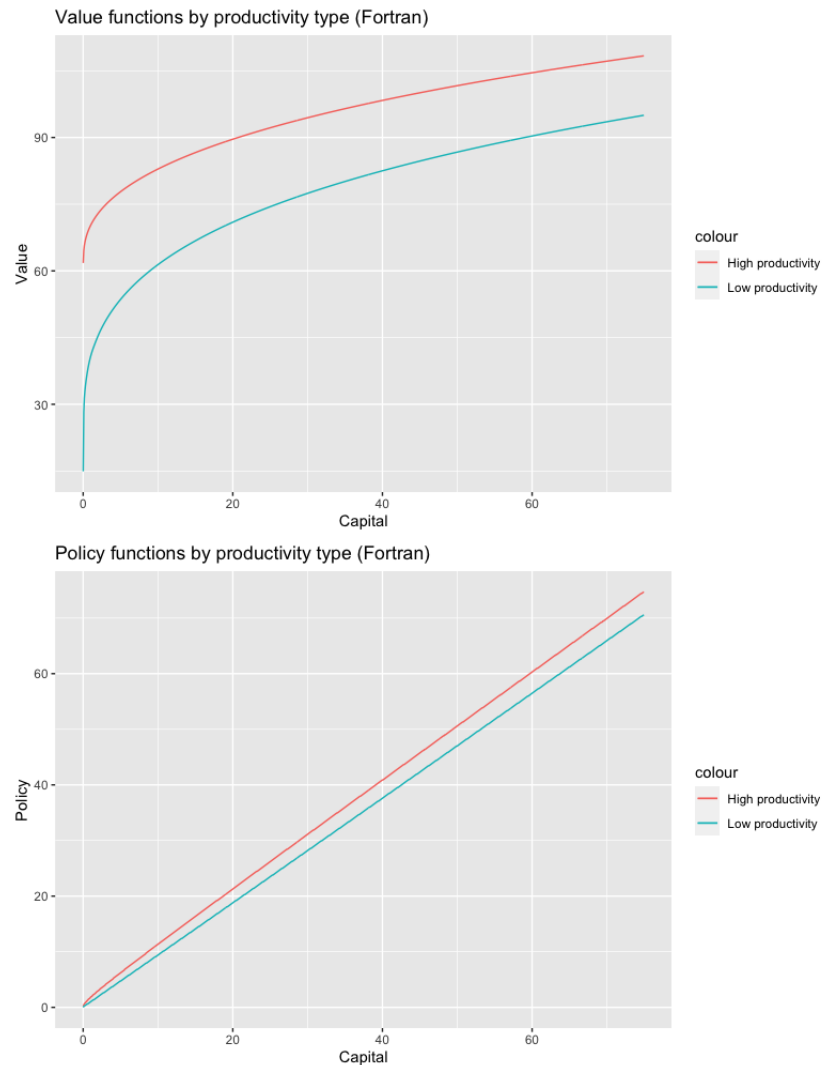 Value functions by productivity type (Fortran)
90
60
30
Value
0 20 40 60
Capital
colour
High productivity
Low productivity
Policy functions by productivity type (Fortran)
60
40
20
0
Policy
0 20 40 60
Capital
colour
High productivity
Low productivity